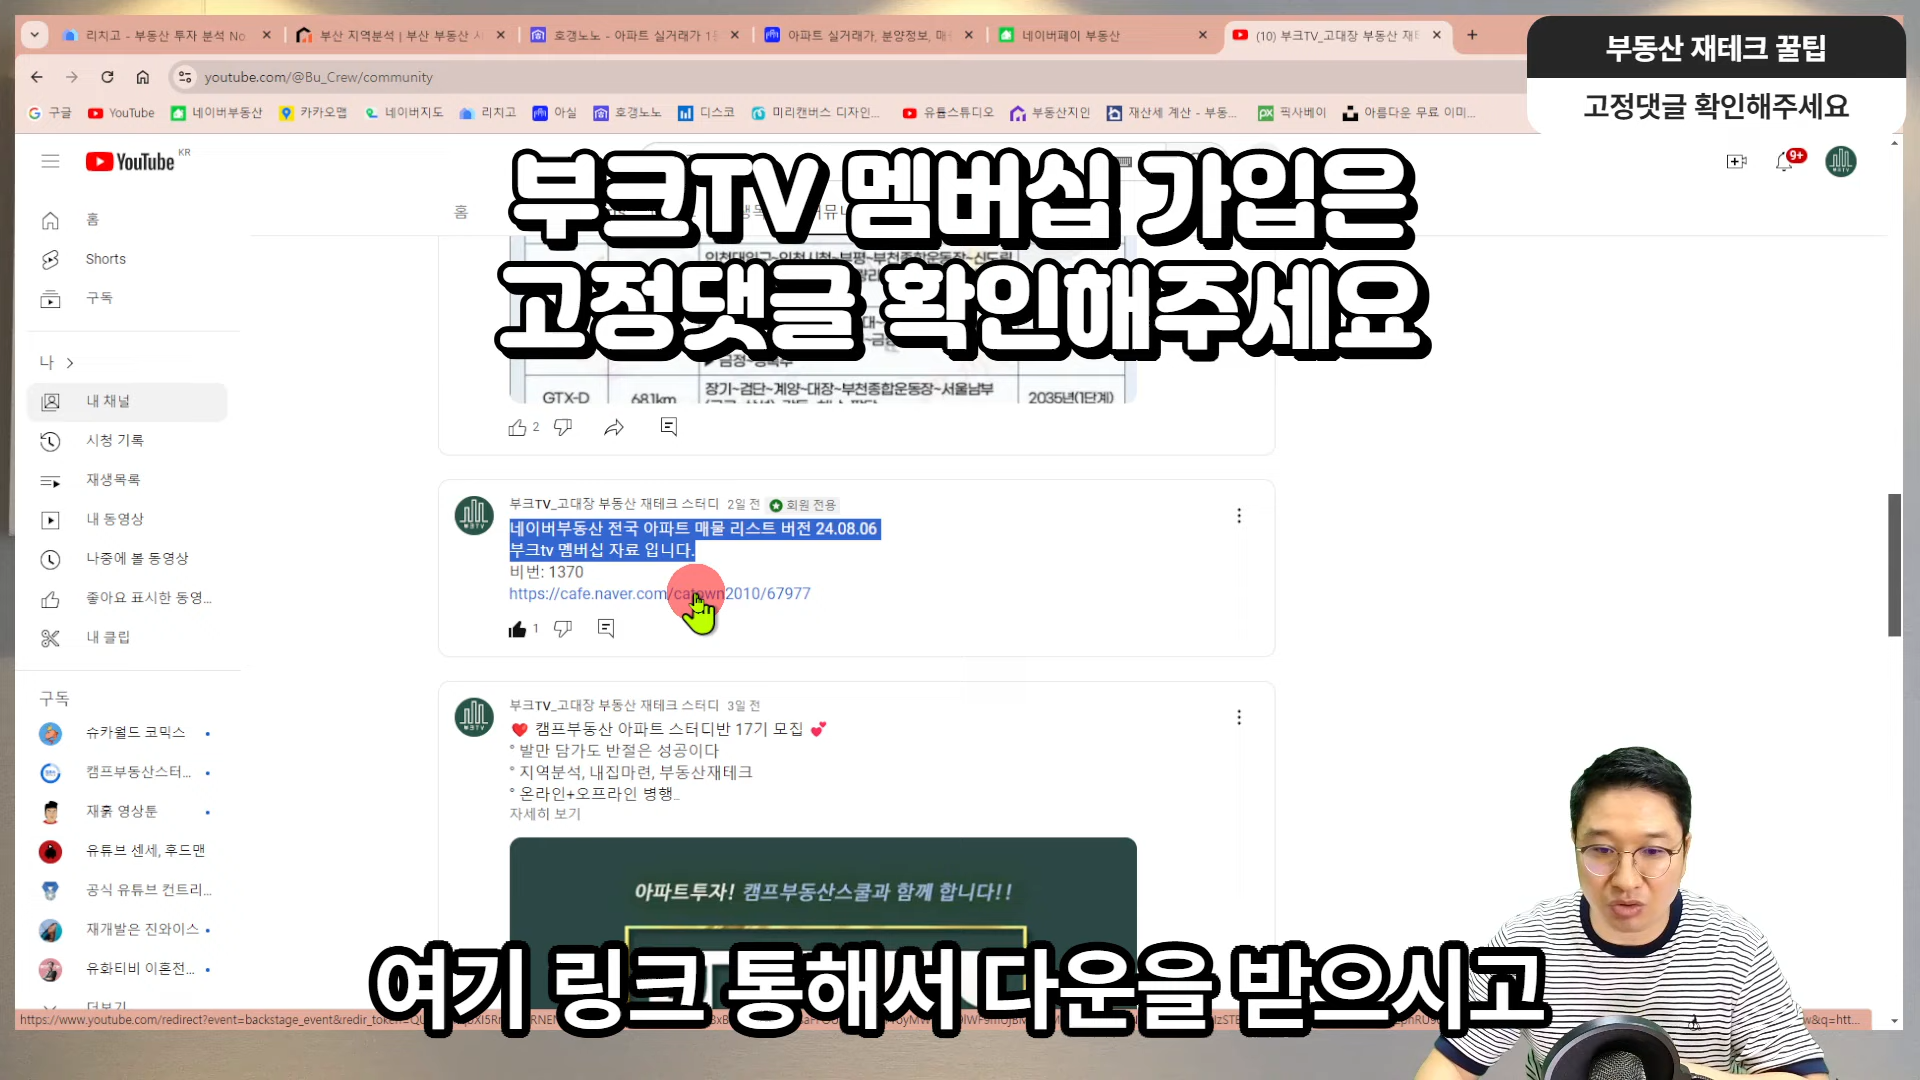 리치고 - 부동산 투자 분석 No
부산 지역분석 | 부산 부동산 시
호갱노노 - 아파트 실거래가 1등
아파트 실거래가, 분양정보, 매
네이버페이 부동산
(10) 부크TV_고대장 부동산 재테
youtube.com/@Bu_Crew/community
부동산 재테크 꿀팁
고정댓글 확인해주세요
구글
YouTube
네이버부동산
카카오맵
네이버지도
리치고
아실
호갱노노
디스코
미리캔버스 디자인...
유튭스튜디오
부동산지인
재산세 계산 - 부동...
픽사베이
아름다운 무료 이미...
YouTube KR
9+
부크TV 멤버십 가입은
고정댓글 확인해주세요
홈
Shorts
구독
나
내 채널
시청 기록
재생목록
내 동영상
나중에 볼 동영상
좋아요 표시한 동영...
내 클립
구독
슈카월드 코믹스
캠프부동산스터...
재흙 영상툰
유튜브 센세, 후드맨
공식 유튜브 컨트리...
재개발은 진와이스
유화티비 이혼전...
더보기
홈
GTX-D
68.1km
장기~검단~계양~대장~부천종합운동장~서울남부
2035년(1단계)
2
부크TV_고대장 부동산 재테크 스터디 2일 전 회원 전용
네이버부동산 전국 아파트 매물 리스트 버전 24.08.06
부크tv 멤버십 자료 입니다.
비번: 1370
https://cafe.naver.com/catown2010/67977
1
부크TV_고대장 부동산 재테크 스터디 3일 전
캠프부동산 아파트 스터디반 17기 모집
° 발만 담가도 반절은 성공이다
° 지역분석, 내집마련, 부동산재테크
° 온라인+오프라인 병행...
자세히 보기
아파트투자! 캠프부동산스쿨과 함께 합니다!!
여기 링크 통해서 다운을 받으시고